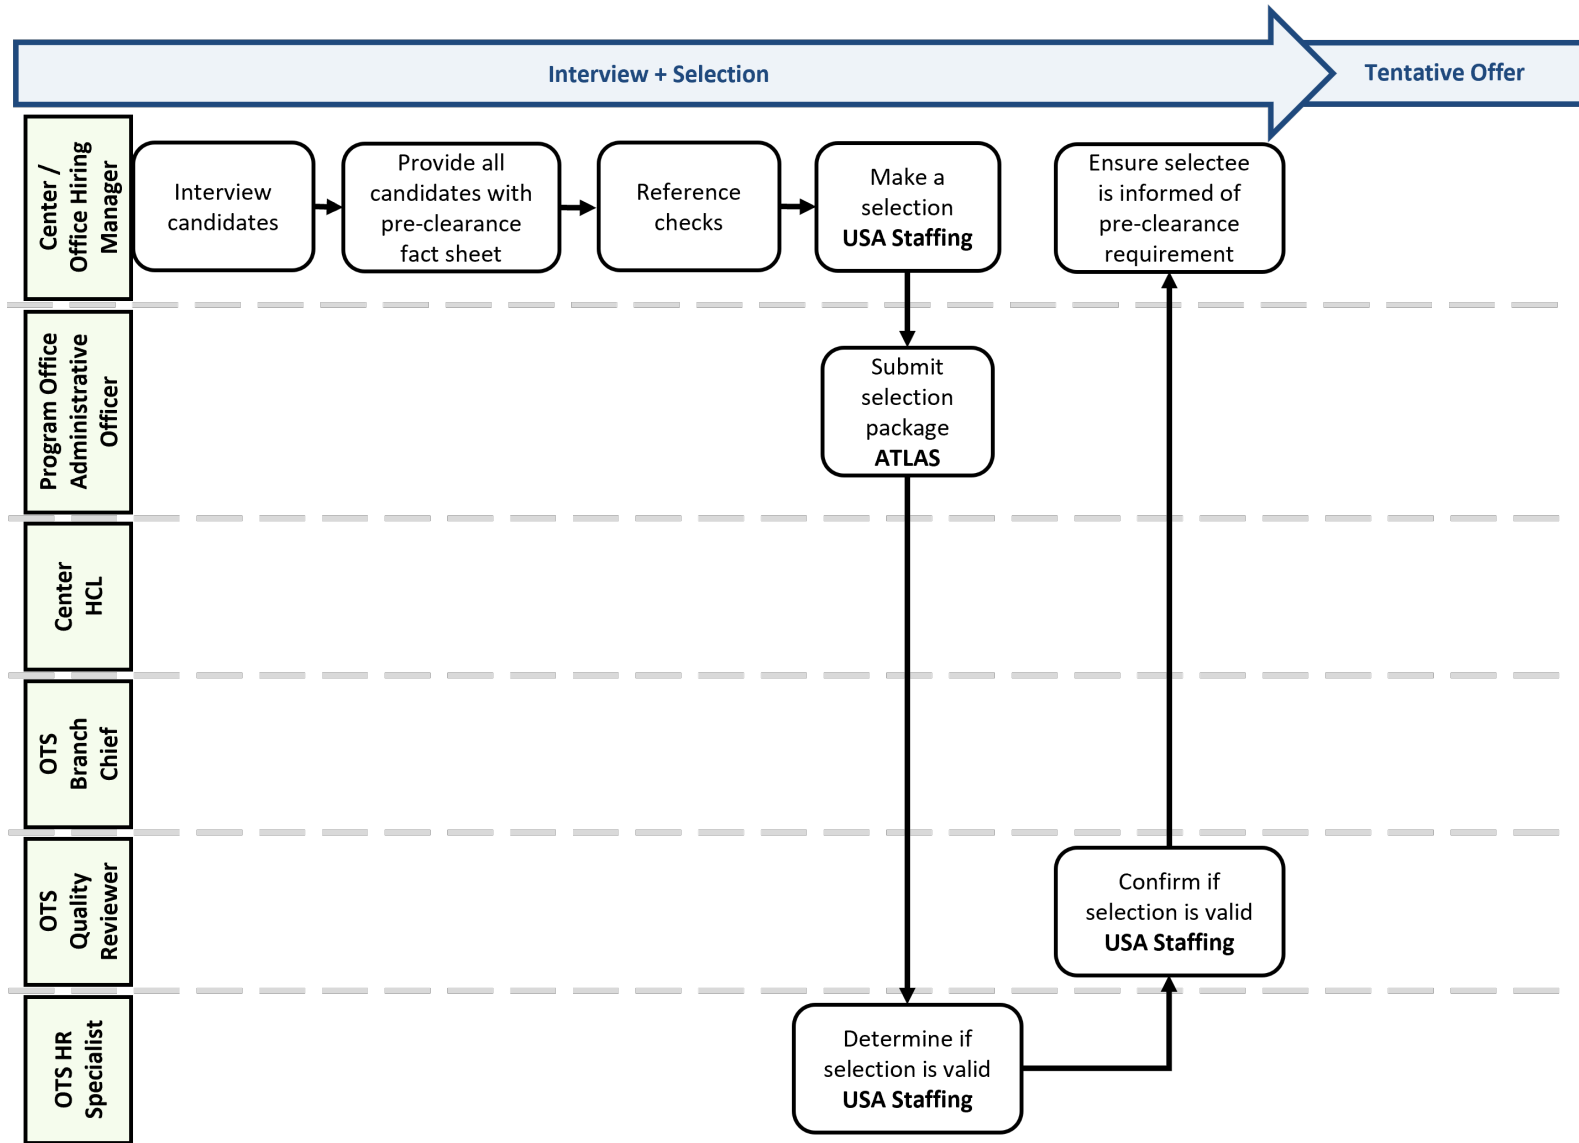 Interview + Selection
Tentative Offer
Center /
Office Hiring
Manager
Interview
candidates
Provide all
candidates with
pre-clearance
fact sheet
Reference
checks
Make a
selection
USA Staffing
Ensure selectee
is informed of
pre-clearance
requirement
Program Office
Administrative
Officer
Submit
selection
package
ATLAS
Center
HCL
OTS
Branch
Chief
OTS
Quality
Reviewer
Confirm if
selection is valid
USA Staffing
OTS HR
Specialist
Determine if
selection is valid
USA Staffing